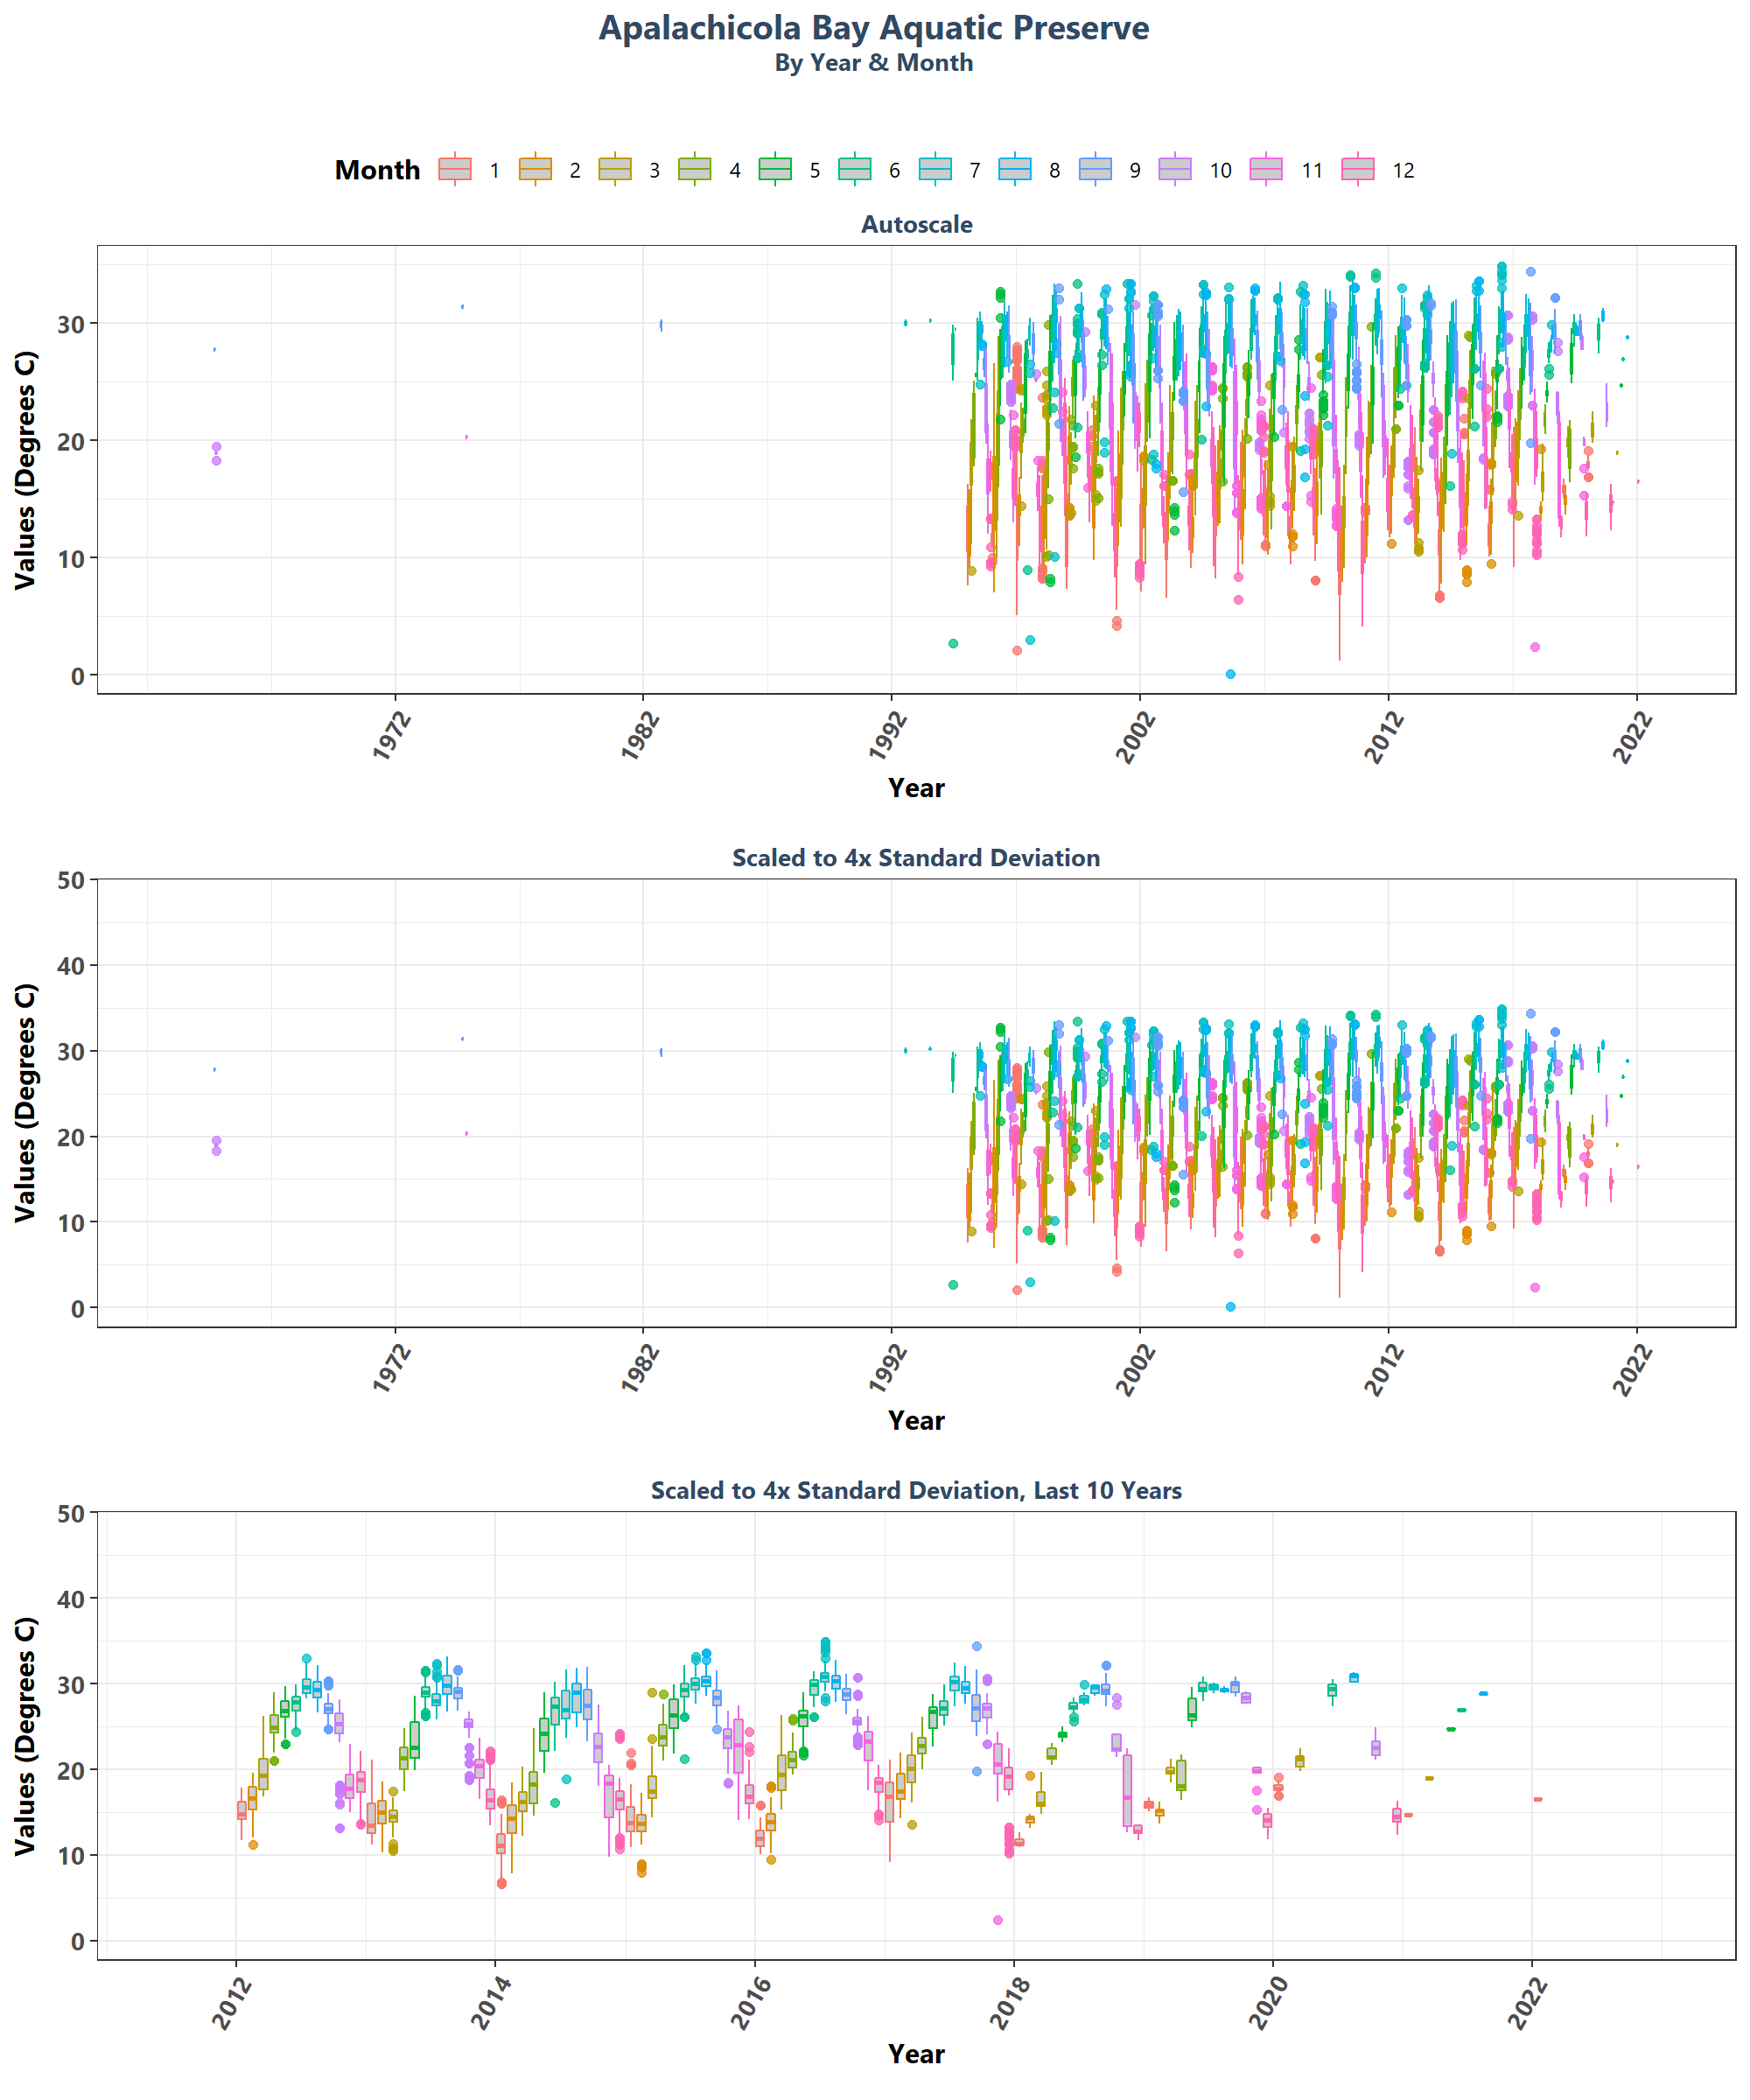 Apalachicola Bay Aquatic Preserve
By Year & Month
Month 1 2 3 4 5 6 7 8 9 10 11 12
Autoscale
Values (Degrees C)
30
20
10
0
1972 1982 1992 2002 2012 2022
Year
Scaled to 4x Standard Deviation
Values (Degrees C)
50
40
30
20
10
0
1972 1982 1992 2002 2012 2022
Year
Scaled to 4x Standard Deviation, Last 10 Years
Values (Degrees C)
50
40
30
20
10
0
2012 2014 2016 2018 2020 2022
Year